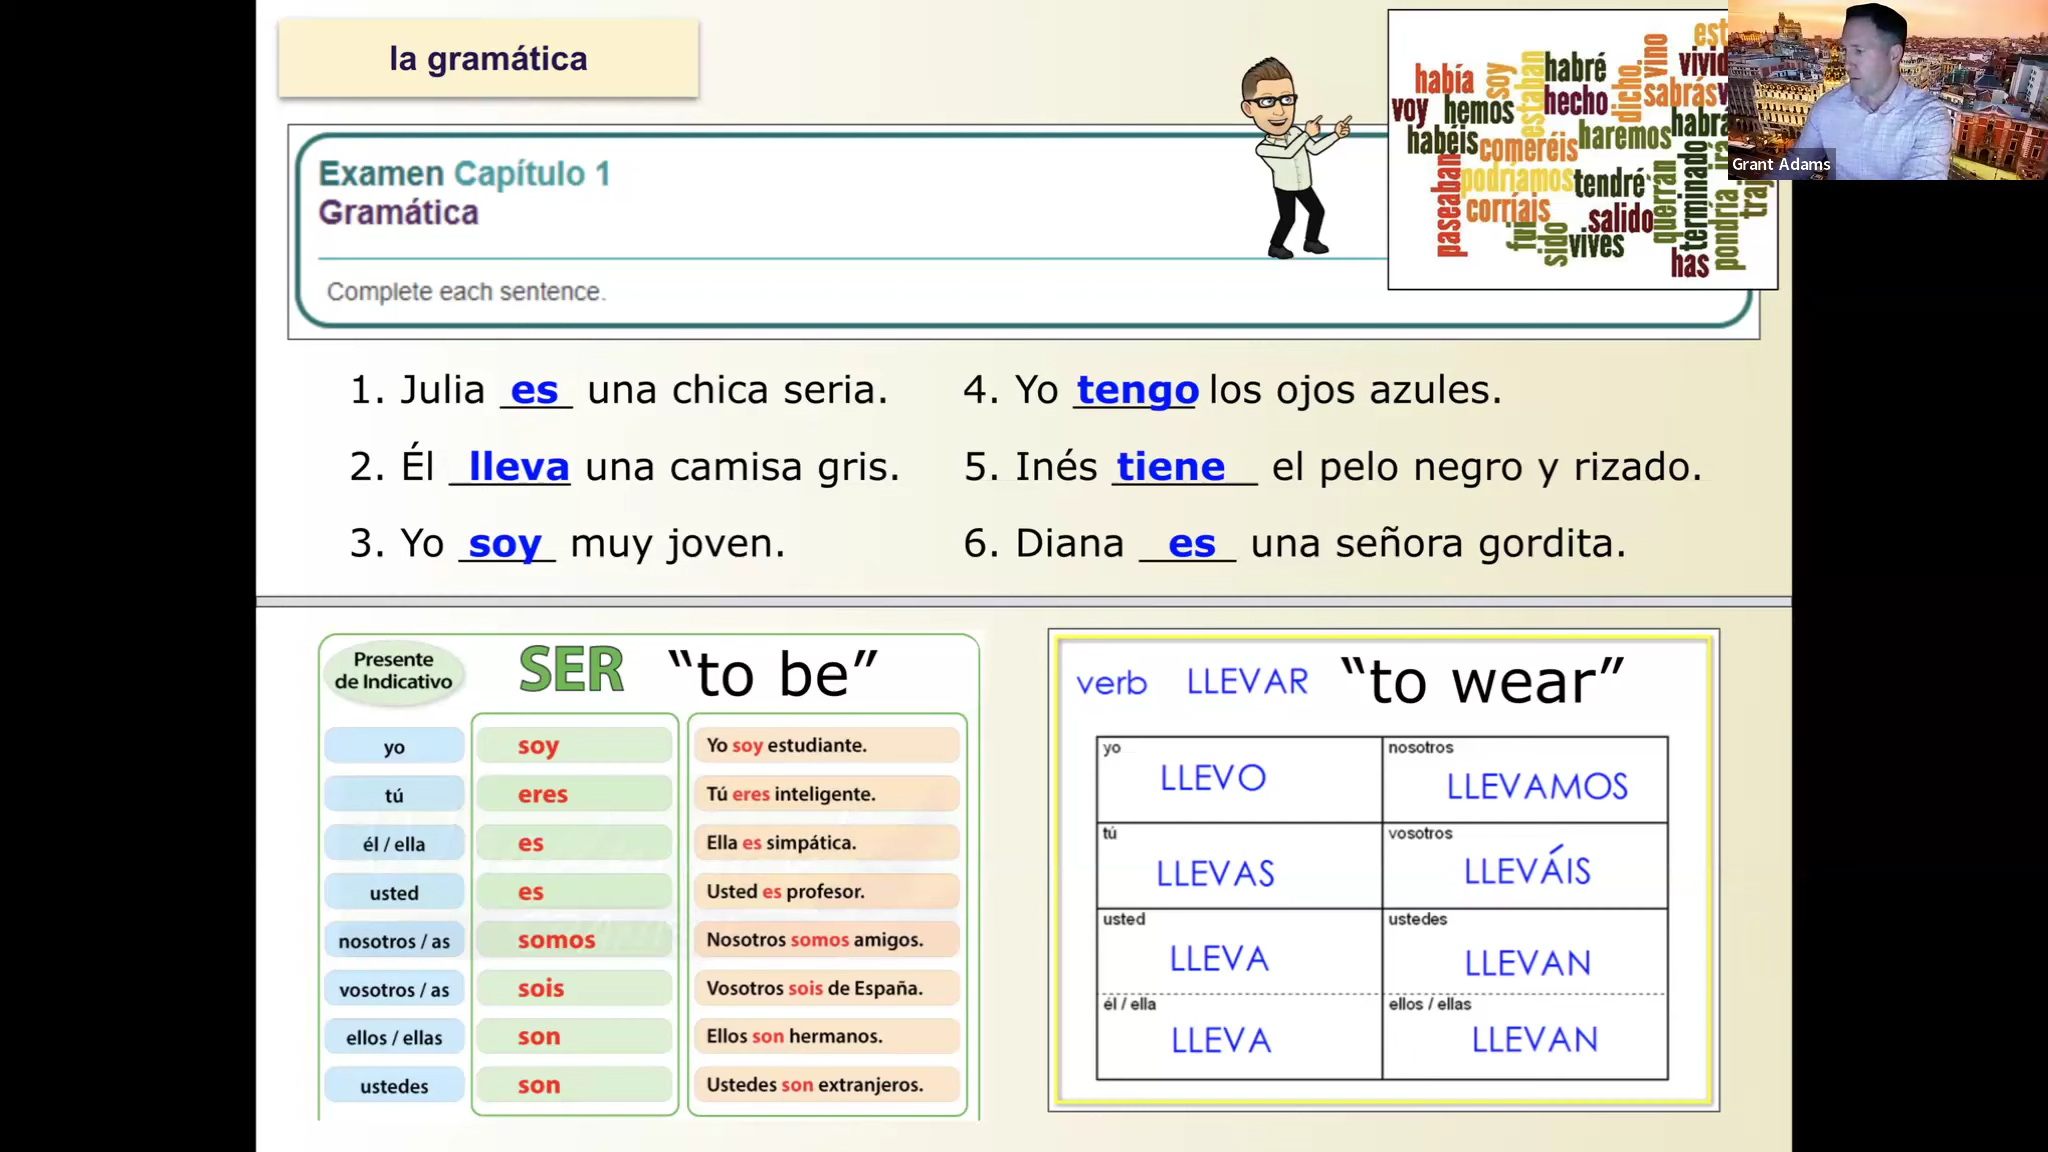 la gramática
Examen Capítulo 1
Gramática
Complete each sentence.
había
voy
hemos
soy
estaban
habré
hecho
dicho
vino
sabrás
habéis
comeréis
haremos
paseaban
podríamos
tendré
corríais
salido
fui
sido
vives
querran
terminado
has
pondría
Grant Adams
1. Julia es una chica seria.
2. Él lleva una camisa gris.
3. Yo soy muy joven.
4. Yo tengo los ojos azules.
5. Inés tiene el pelo negro y rizado.
6. Diana es una señora gordita.
Presente
de Indicativo
SER "to be"
yo soy Yo soy estudiante.
tú eres Tú eres inteligente.
él / ella es Ella es simpática.
usted es Usted es profesor.
nosotros / as somos Nosotros somos amigos.
vosotros / as sois Vosotros sois de España.
ellos / ellas son Ellos son hermanos.
ustedes son Ustedes son extranjeros.
verb LLEVAR "to wear"
yo nosotros
LLEVO LLEVAMOS
tú vosotros
LLEVAS LLEVÁIS
usted ustedes
LLEVA LLEVAN
él / ella ellos / ellas
LLEVA LLEVAN